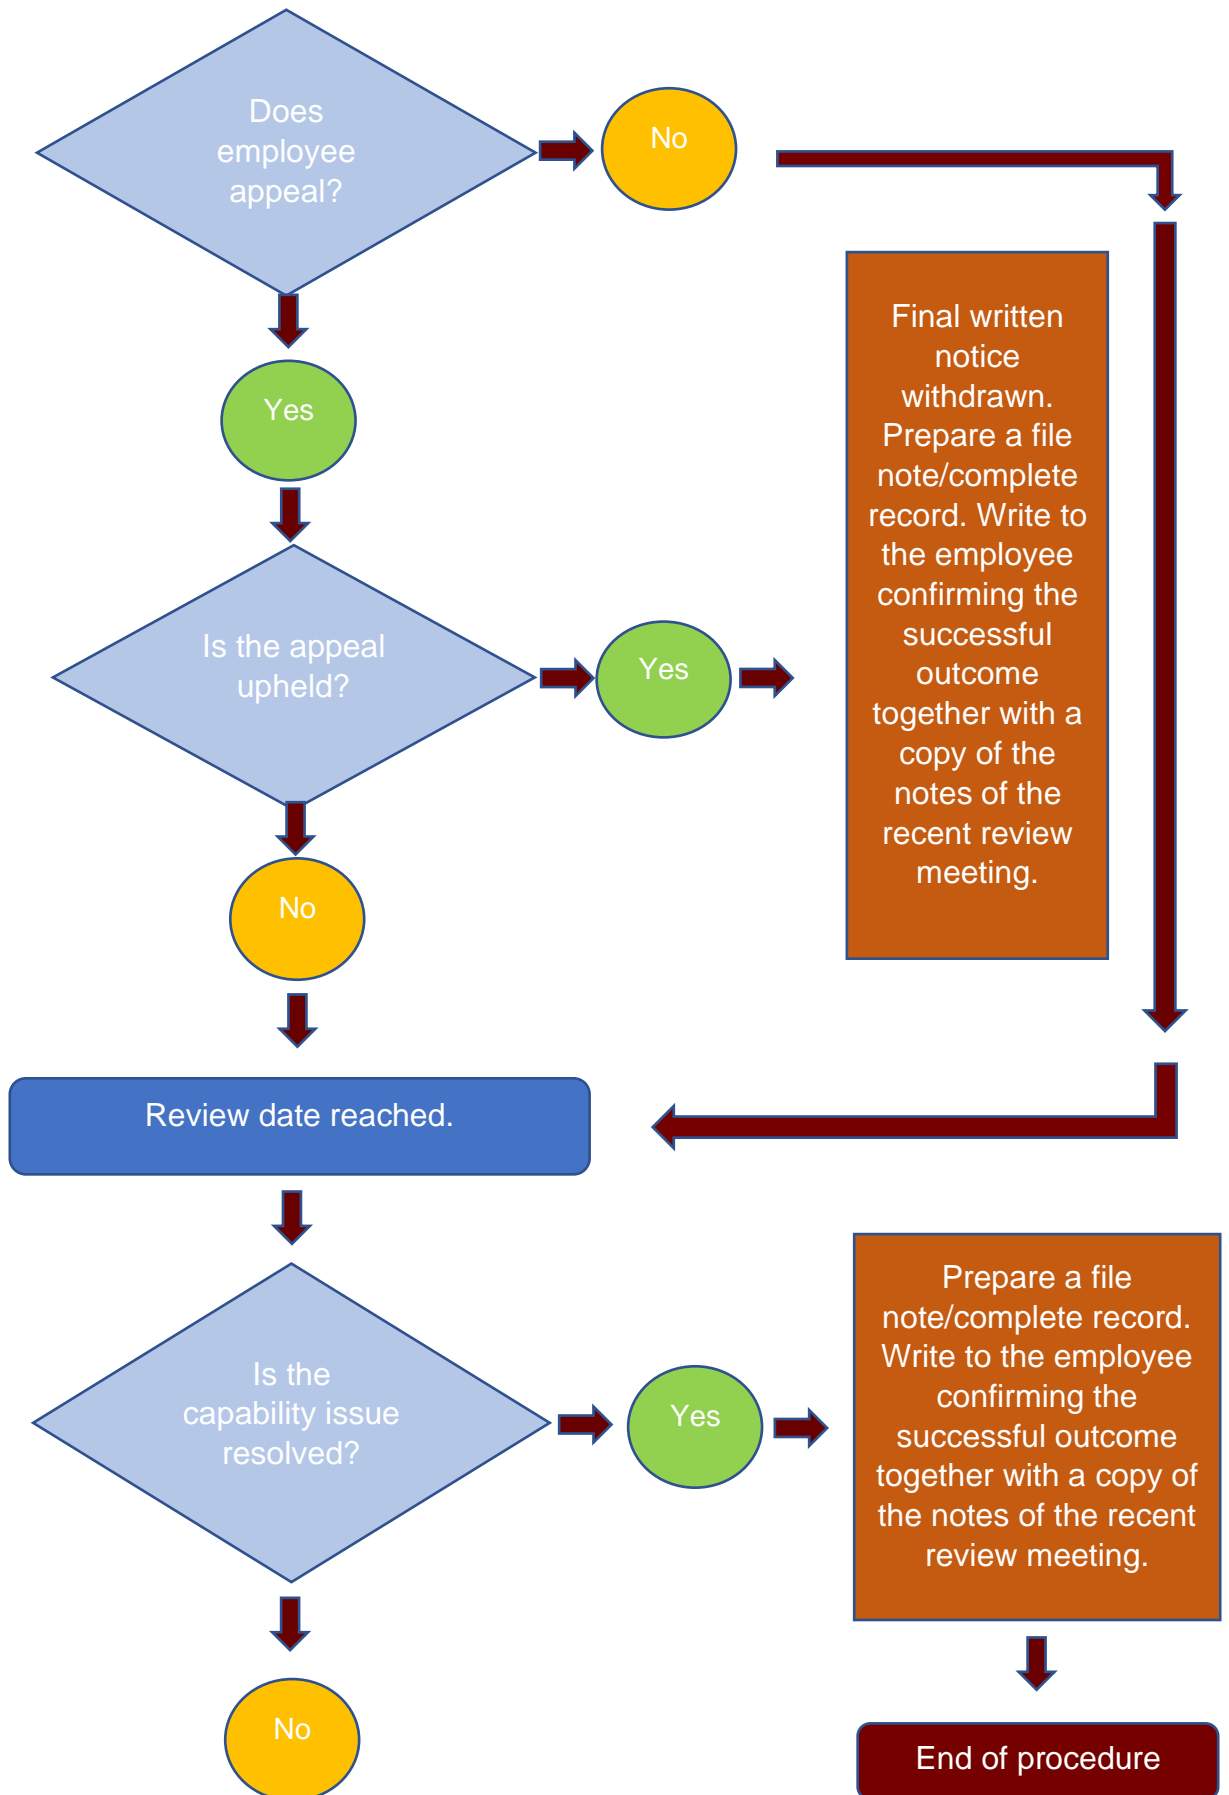 Does
employee
appeal?
No
Yes
Final written
notice
withdrawn.
Prepare a file
note/complete
record. Write to
the employee
confirming the
successful
outcome
together with a
copy of the
notes of the
recent review
meeting.
Is the appeal
upheld?
Yes
No
Review date reached.
Is the
capability issue
resolved?
Yes
Prepare a file
note/complete record.
Write to the employee
confirming the
successful outcome
together with a copy of
the notes of the recent
review meeting.
No
End of procedure